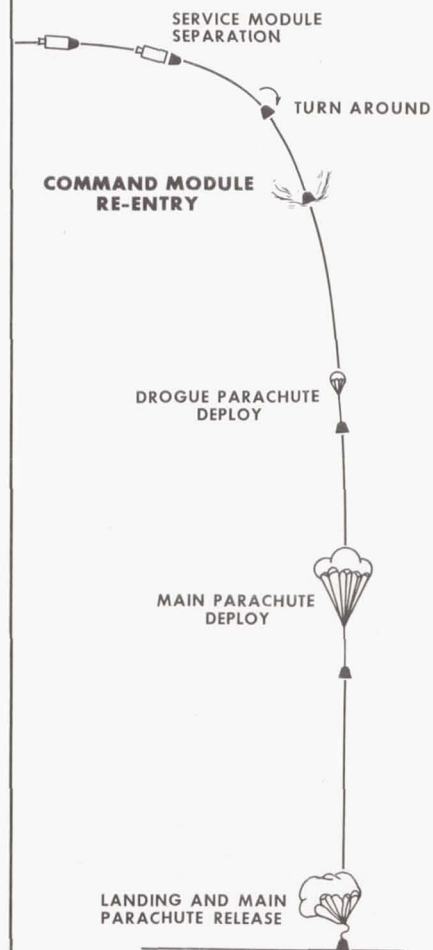 SERVICE MODULE
SEPARATION
TURN AROUND
COMMAND MODULE
RE-ENTRY
DROGUE PARACHUTE
DEPLOY
MAIN PARACHUTE
DEPLOY
LANDING AND MAIN
PARACHUTE RELEASE